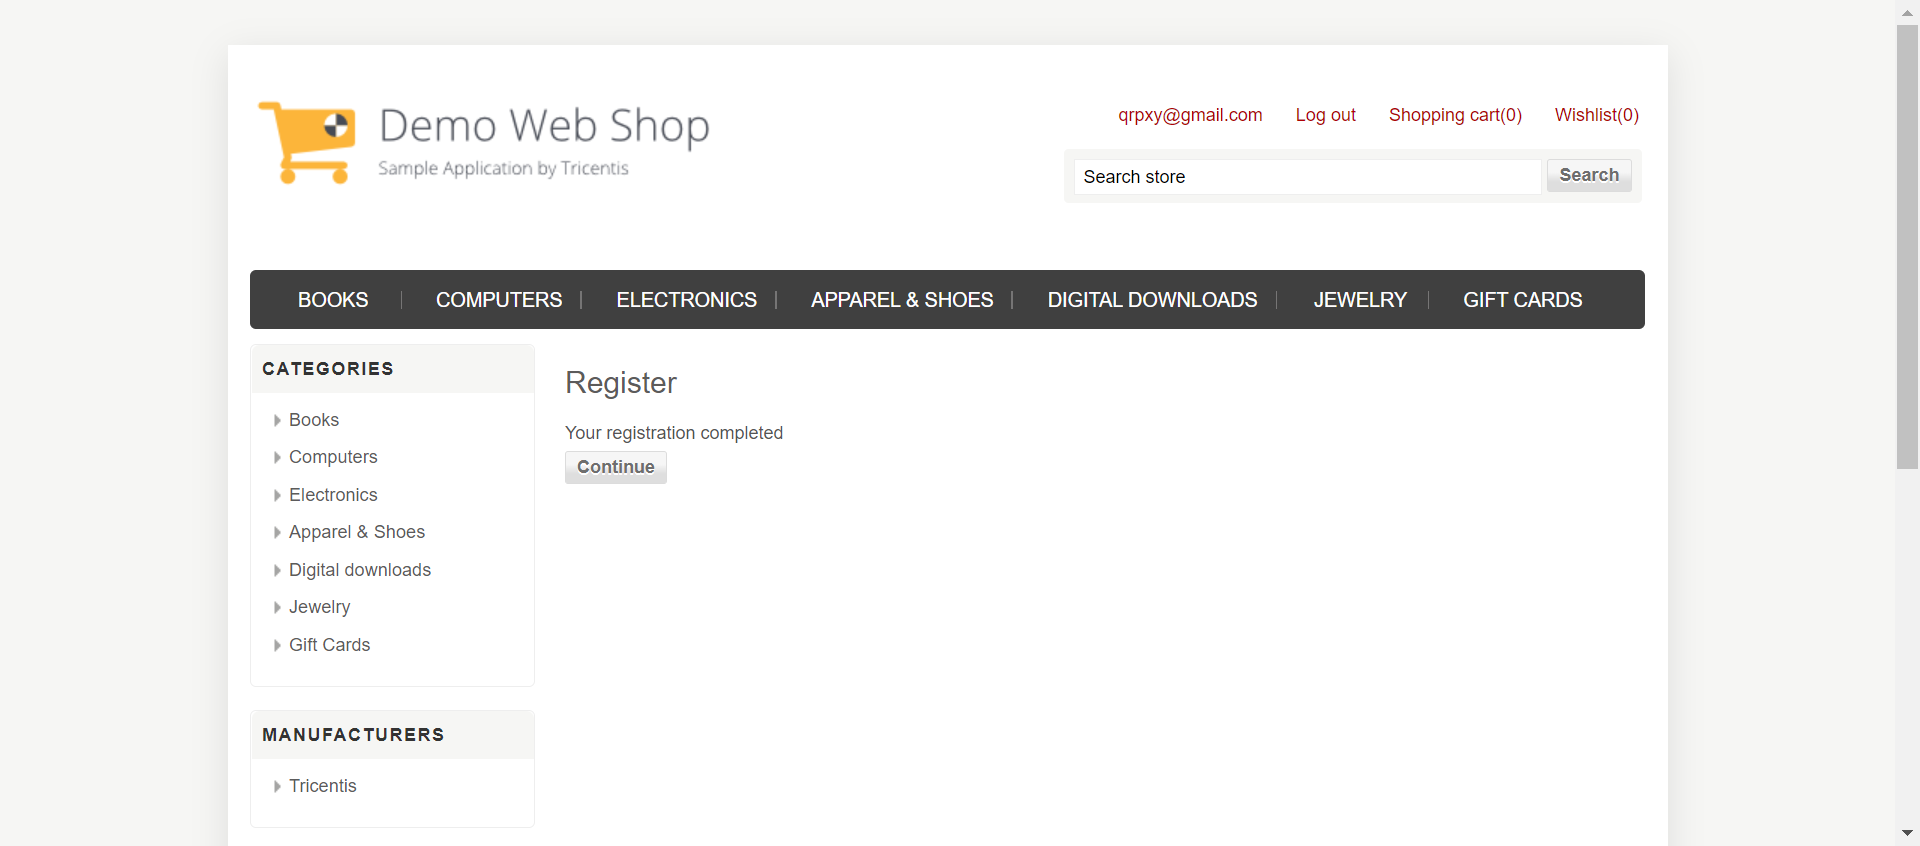 Demo Web Shop
Sample Application by Tricentis
qrpxy@gmail.com Log out Shopping cart(0) Wishlist(0)
Search store Search
BOOKS COMPUTERS ELECTRONICS APPAREL & SHOES DIGITAL DOWNLOADS JEWELRY GIFT CARDS
CATEGORIES
Books
Computers
Electronics
Apparel & Shoes
Digital downloads
Jewelry
Gift Cards
MANUFACTURERS
Tricentis
Register
Your registration completed
Continue